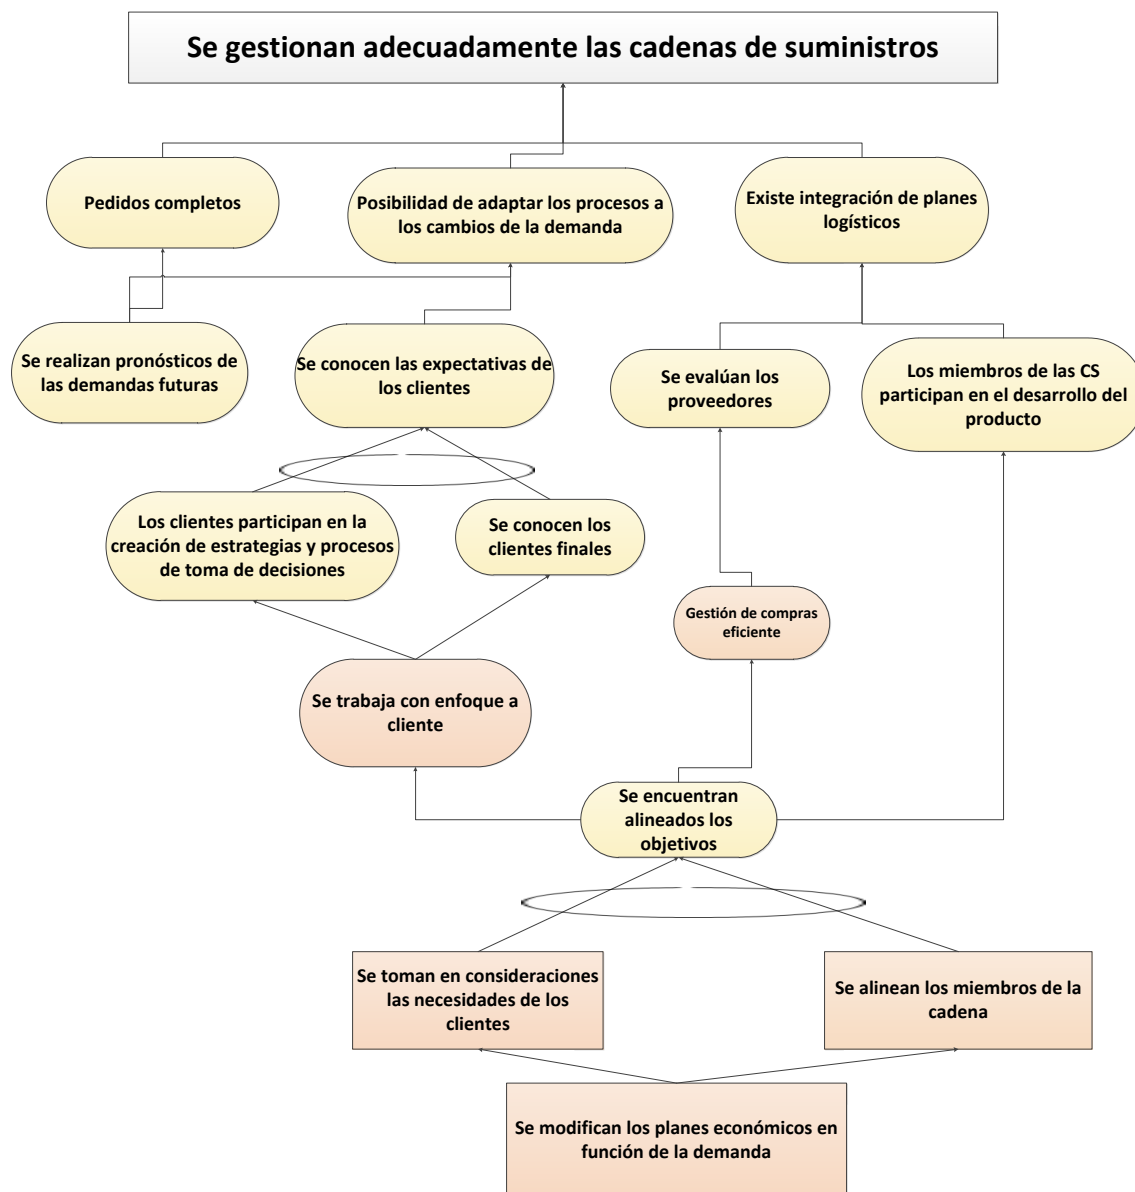 Se gestionan adecuadamente las cadenas de suministros
Pedidos completos
Posibilidad de adaptar los procesos a
los cambios de la demanda
Existe integración de planes
logísticos
Se realizan pronósticos de
las demandas futuras
Se conocen las expectativas de
los clientes
Se evalúan los
proveedores
Los miembros de las CS
participan en el desarrollo del
producto
Los clientes participan en la
creación de estrategias y procesos
de toma de decisiones
Se conocen los
clientes finales
Gestión de compras
eficiente
Se trabaja con enfoque a
cliente
Se encuentran
alineados los
objetivos
Se toman en consideraciones
las necesidades de los
clientes
Se alinean los miembros de la
cadena
Se modifican los planes económicos en
función de la demanda